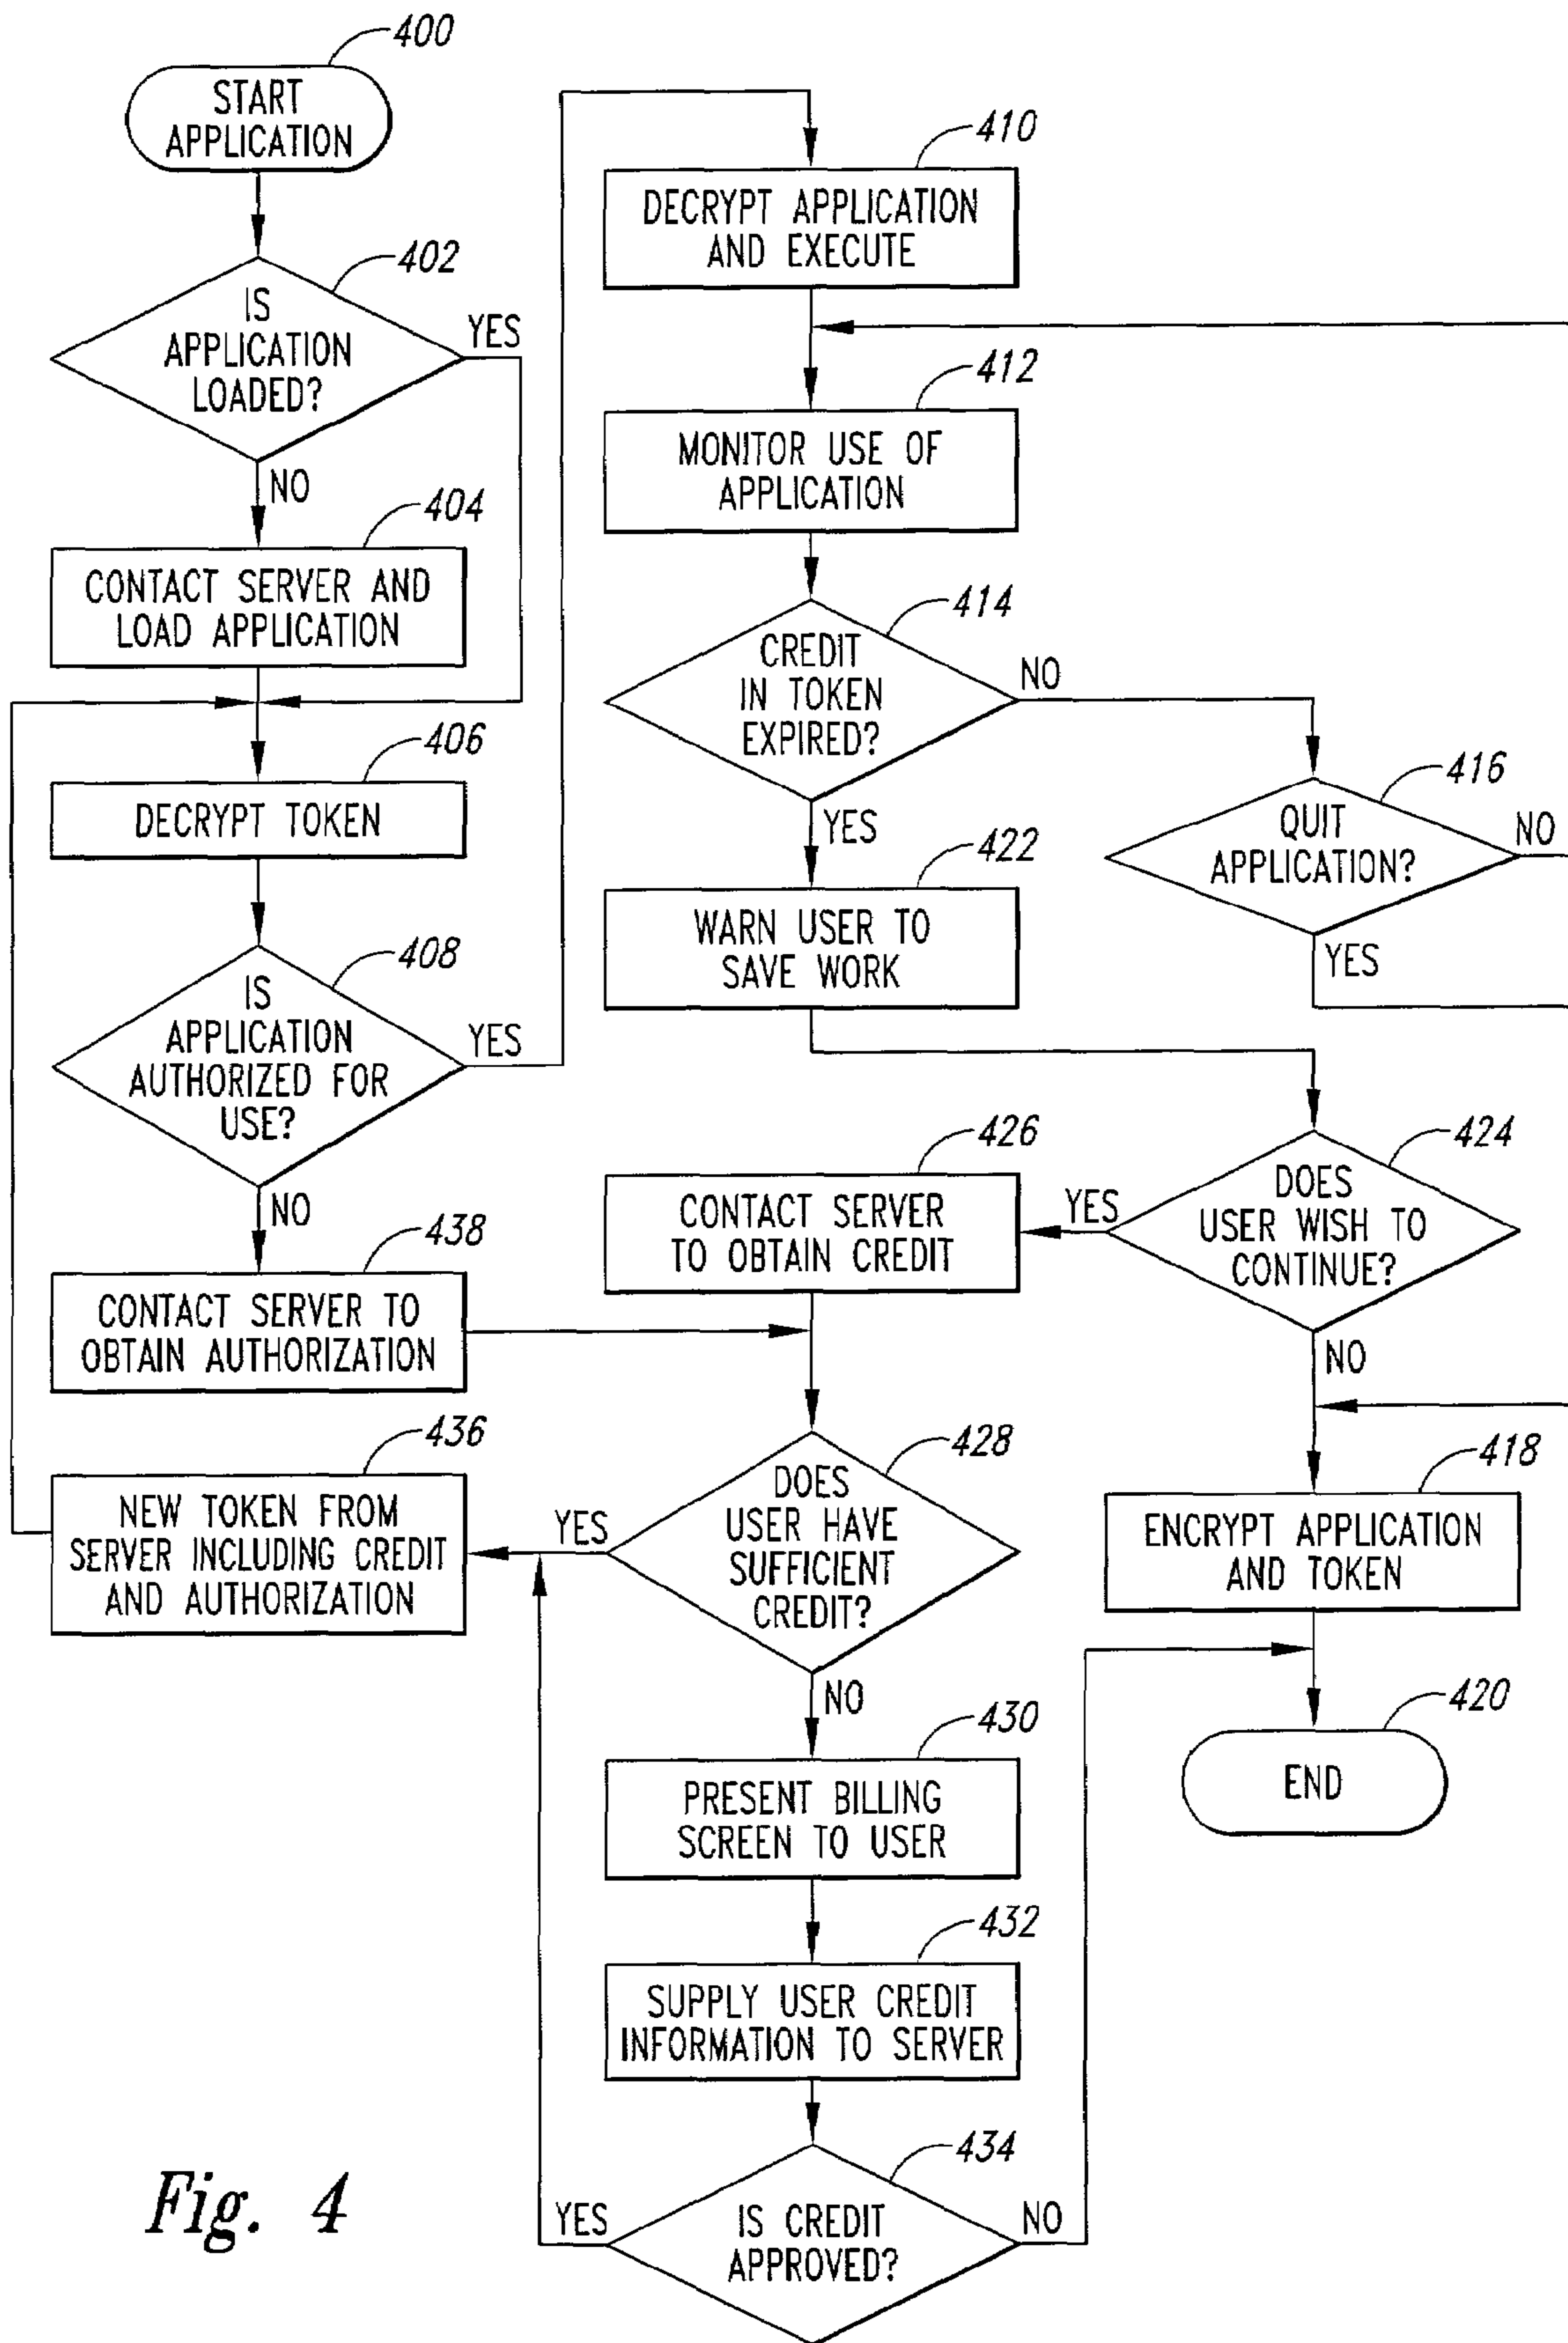 400
START
APPLICATION
402
IS
APPLICATION
LOADED?
YES
NO
404
CONTACT SERVER AND
LOAD APPLICATION
406
DECRYPT TOKEN
408
IS
APPLICATION
AUTHORIZED FOR
USE?
YES
NO
438
CONTACT SERVER TO
OBTAIN AUTHORIZATION
436
NEW TOKEN FROM
SERVER INCLUDING CREDIT
AND AUTHORIZATION
410
DECRYPT APPLICATION
AND EXECUTE
412
MONITOR USE OF
APPLICATION
414
CREDIT
IN TOKEN
EXPIRED?
NO
YES
416
QUIT
APPLICATION?
NO
YES
422
WARN USER TO
SAVE WORK
424
DOES
USER WISH TO
CONTINUE?
YES
NO
426
CONTACT SERVER
TO OBTAIN CREDIT
428
DOES
USER HAVE
SUFFICIENT
CREDIT?
YES
NO
418
ENCRYPT APPLICATION
AND TOKEN
420
END
430
PRESENT BILLING
SCREEN TO USER
432
SUPPLY USER CREDIT
INFORMATION TO SERVER
434
IS CREDIT
APPROVED?
YES
NO
Fig. 4